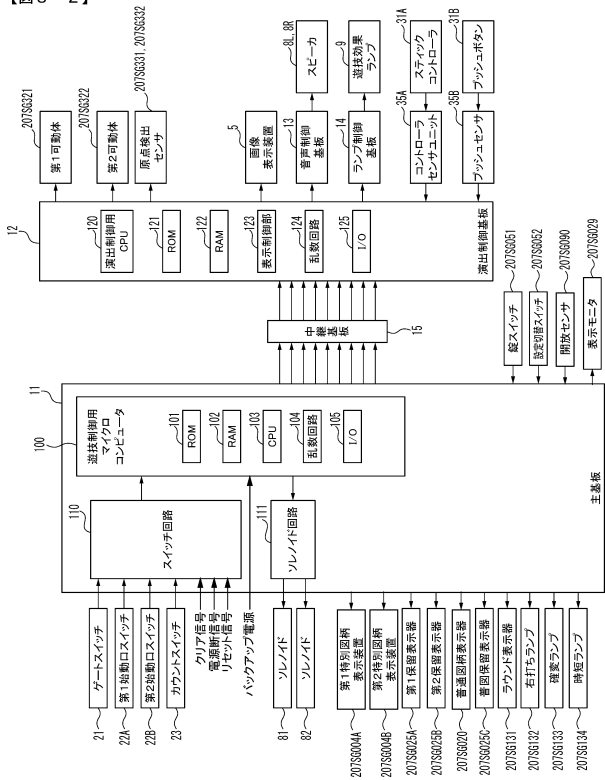 【図８－２】
207SG321
207SG322
207SG331, 207SG332
第１可動体
第２可動体
原点検出
センサ
5
画像
表示装置
8L, 8R
スピーカ
13
音声制御
基板
9
遊技効果
ランプ
14
ランプ制御
基板
31A
スティック
コントローラ
35A
コントローラ
センサユニット
31B
プッシュボタン
35B
プッシュセンサ
12
120
演出制御用
CPU
121
ROM
122
RAM
123
表示制御部
124
乱数回路
125
I/O
演出制御基板
中継基板
15
207SG051
錠スイッチ
207SG052
設定切替スイッチ
207SG090
開放センサ
207SG029
表示モニタ
11
100
遊技制御用
マイクロ
コンピュータ
101
ROM
102
RAM
103
CPU
104
乱数回路
105
I/O
110
スイッチ回路
111
ソレノイド回路
主基板
ゲートスイッチ
21
第１始動口スイッチ
22A
第２始動口スイッチ
22B
カウントスイッチ
23
クリア信号
電源断信号
リセット信号
バックアップ電源
ソレノイド
81
ソレノイド
82
第１特別図柄
表示装置
207SG004A
第２特別図柄
表示装置
207SG004B
第１保留表示器
207SG025A
第２保留表示器
207SG025B
普通図柄表示器
207SG020
普図保留表示器
207SG025C
ラウンド表示器
207SG131
右打ちランプ
207SG132
確変ランプ
207SG133
時短ランプ
207SG134